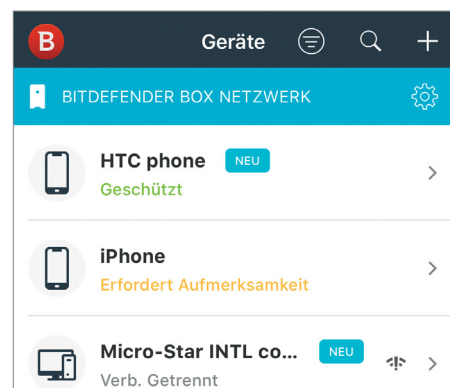 B
Geräte
BITDEFENDER BOX NETZWERK
HTC phone NEU
Geschützt
iPhone
Erfordert Aufmerksamkeit
Micro-Star INTL co... NEU
Verb. Getrennt